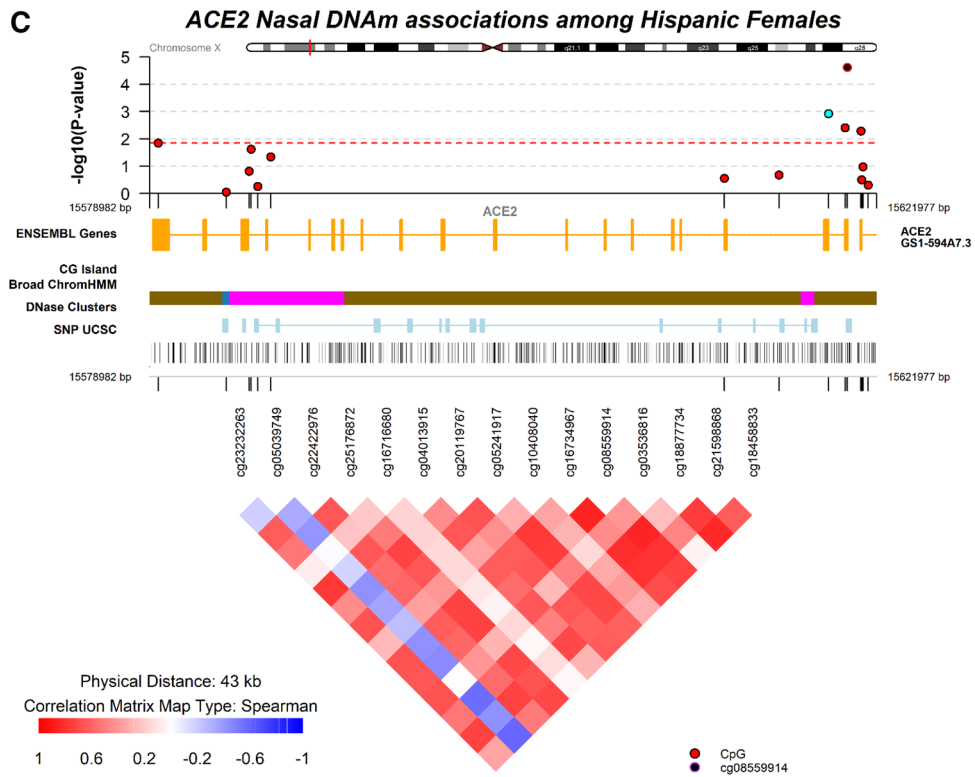 C
ACE2 Nasal DNAm associations among Hispanic Females
Chromosome X
q21.1
q23
q25
q28
-log10(P-value)
5
4
3
2
1
0
15578982 bp
15621977 bp
ACE2
ENSEMBL Genes
ACE2
GS1-594A7.3
CG Island
Broad ChromHMM
DNase Clusters
SNP UCSC
15578982 bp
15621977 bp
cg23232263
cg05039749
cg22422976
cg25176872
cg16716680
cg04013915
cg20119767
cg05241917
cg10408040
cg16734967
cg08559914
cg03536816
cg18877734
cg21598868
cg18458833
Physical Distance: 43 kb
Correlation Matrix Map Type: Spearman
1 0.6 0.2 -0.2 -0.6 -1
CpG
cg08559914